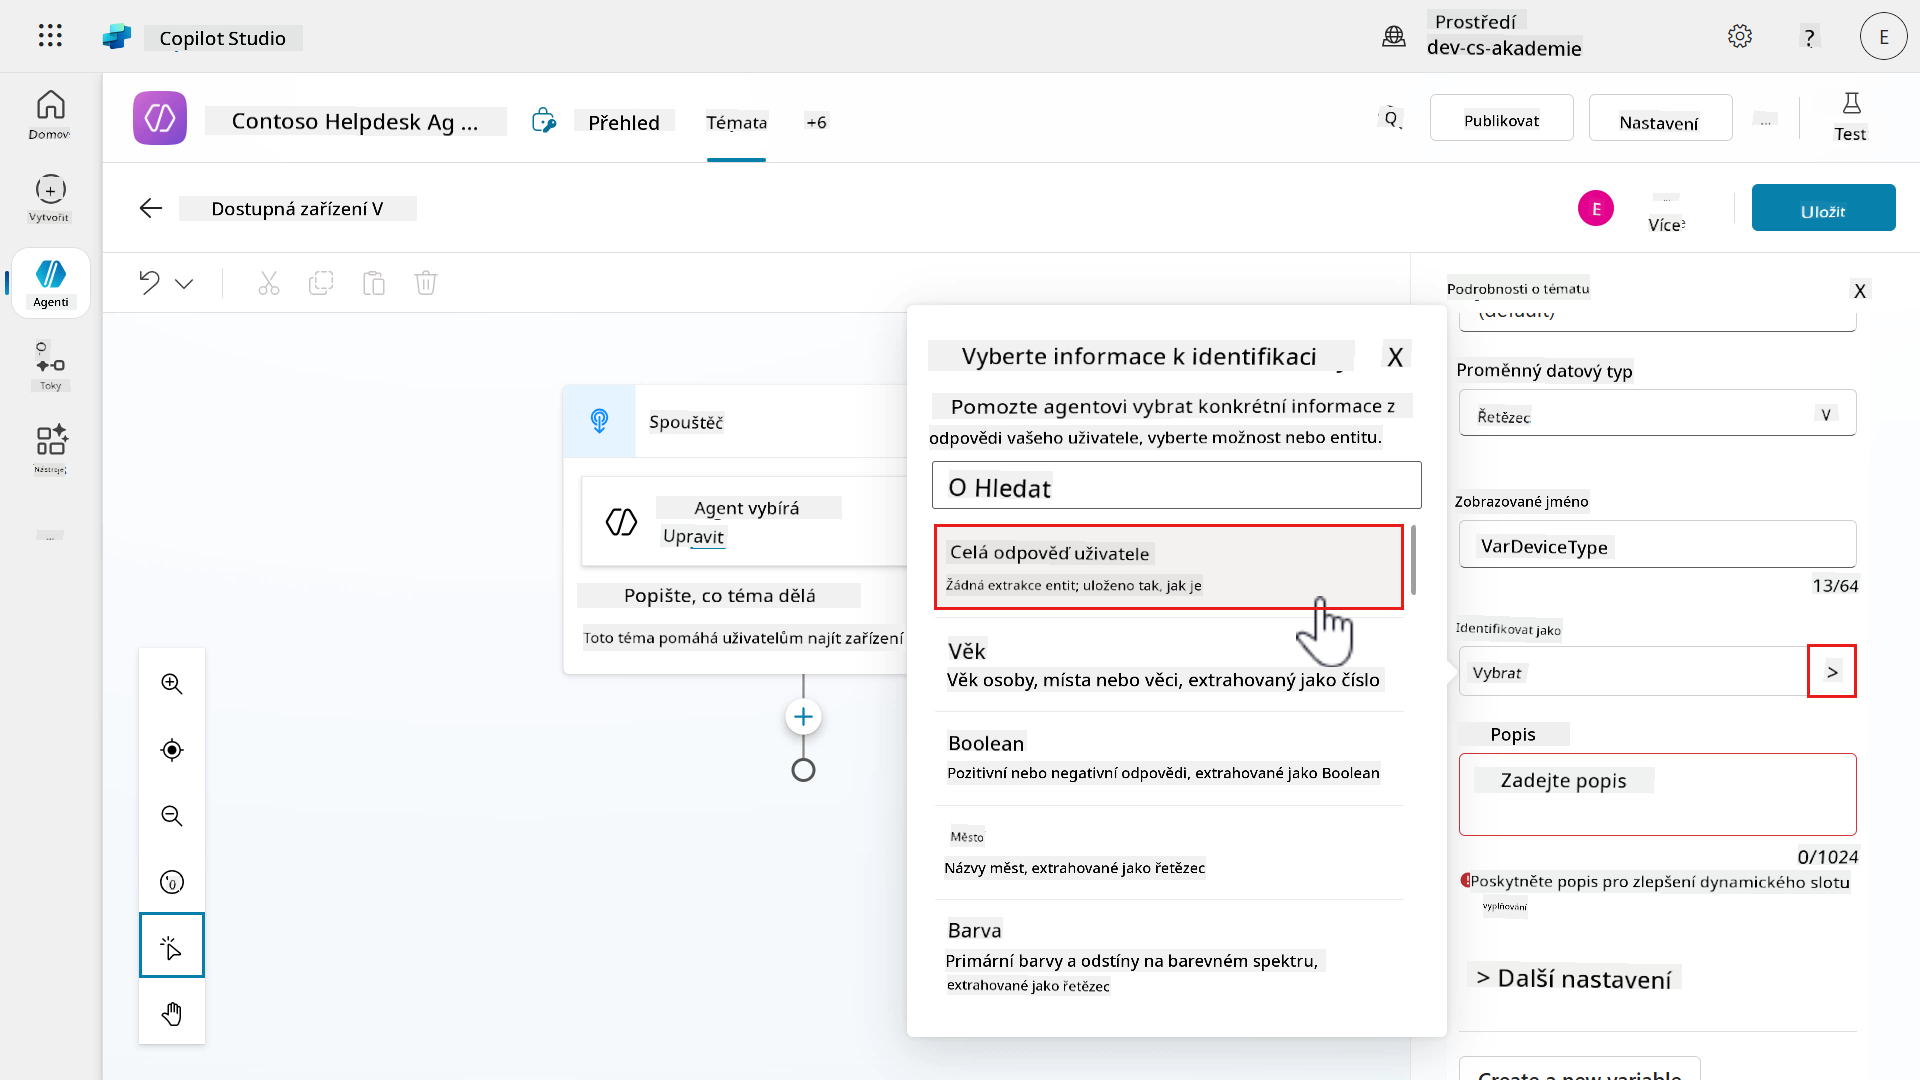 Copilot Studio
Prostředí
dev-cs-akademie
?
E
Domov
Vytvořit
Agenti
Toky
Nástroje
...
Contoso Helpdesk Ag ...
Přehled
Témata
+6
Q
Publikovat
Nastavení
...
Test
Dostupná zařízení V
E
...
Více
Uložit
Spouštěč
Agent vybírá
Upravit
Popište, co téma dělá
Toto téma pomáhá uživatelům najít zařízení
Vyberte informace k identifikaci
X
Pomozte agentovi vybrat konkrétní informace z
odpovědi vašeho uživatele, vyberte možnost nebo entitu.
O Hledat
Celá odpověď uživatele
Žádná extrakce entit; uloženo tak, jak je
Věk
Věk osoby, místa nebo věci, extrahovaný jako číslo
Boolean
Pozitivní nebo negativní odpovědi, extrahované jako Boolean
Město
Názvy měst, extrahované jako řetězec
Barva
Primární barvy a odstíny na barevném spektru,
extrahované jako řetězec
Podrobnosti o tématu
X
(default)
Proměnný datový typ
Řetězec
V
Zobrazované jméno
VarDeviceType
13/64
Identifikovat jako
Vybrat
>
Popis
Zadejte popis
0/1024
Poskytněte popis pro zlepšení dynamického slotu
vyplňování
> Další nastavení
Create a new variable